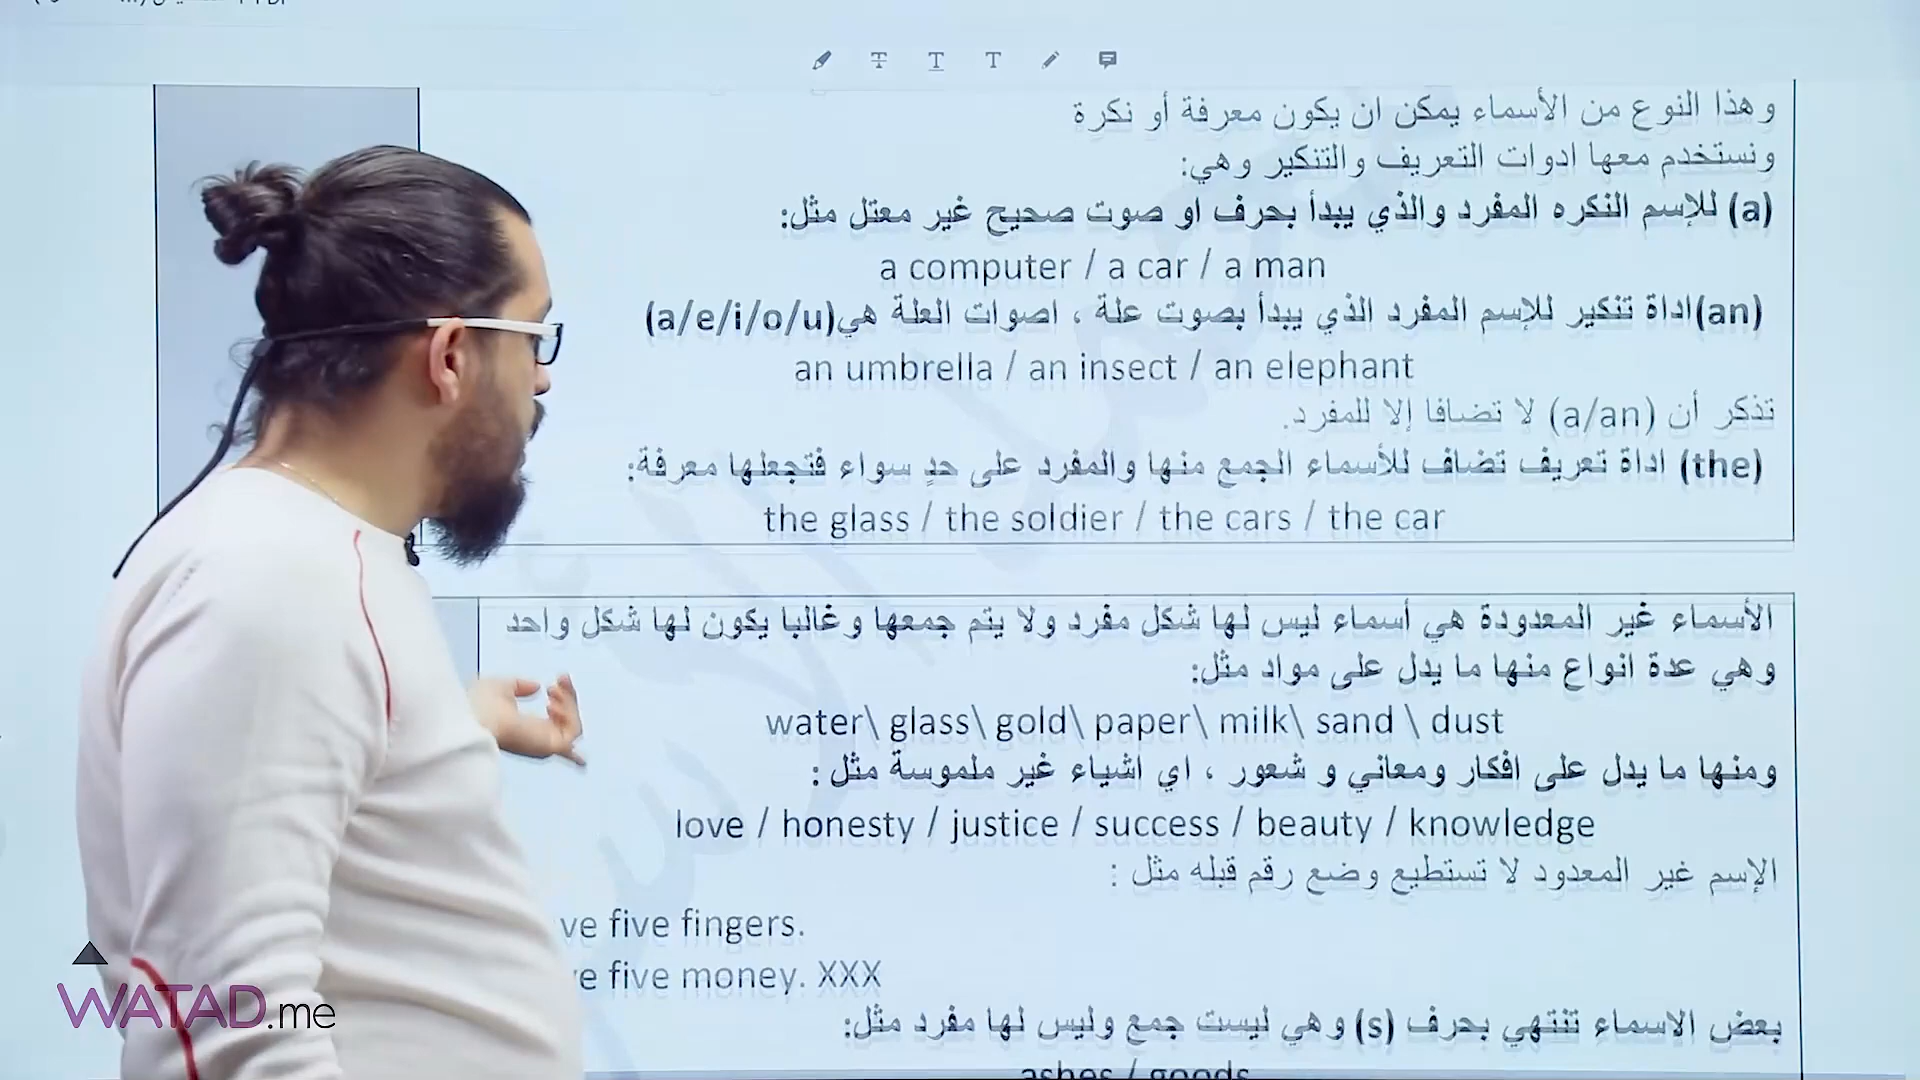 وهذا النوع من الأسماء يمكن ان يكون معرفة أو نكرة
ونستخدم معها ادوات التعريف والتنكير وهي:
(a) للإسم النكره المفرد والذي يبدأ بحرف او صوت صحيح غير معتل مثل:
a computer / a car / a man
(an)اداة تنكير للإسم المفرد الذي يبدأ بصوت علة ، اصوات العلة هي(a/e/i/o/u)
an umbrella / an insect / an elephant
تذكر أن (a/an) لا تضافا إلا للمفرد.
(the) اداة تعريف تضاف للأسماء الجمع منها والمفرد على حدٍ سواء فتجعلها معرفة:
the glass / the soldier / the cars / the car
الأسماء غير المعدودة هي أسماء ليس لها شكل مفرد ولا يتم جمعها وغالبا يكون لها شكل واحد
وهي عدة انواع منها ما يدل على مواد مثل:
water\ glass\ gold\ paper\ milk\ sand \ dust
ومنها ما يدل على افكار ومعاني و شعور ، اي اشياء غير ملموسة مثل :
love / honesty / justice / success / beauty / knowledge
الإسم غير المعدود لا تستطيع وضع رقم قبله مثل :
ve five fingers.
e five money. XXX
بعض الاسماء تنتهي بحرف (s) وهي ليست جمع وليس لها مفرد مثل:
ashes / goods
WATAD.me